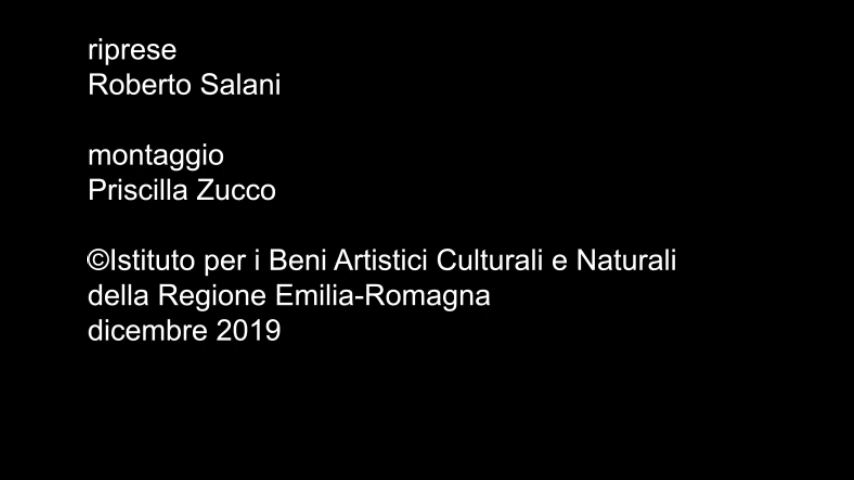 riprese
Roberto Salani
montaggio
Priscilla Zucco
©Istituto per i Beni Artistici Culturali e Naturali
della Regione Emilia-Romagna
dicembre 2019